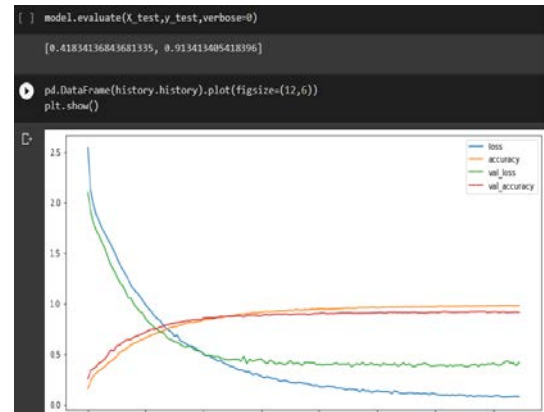 [ ] model.evaluate(X_test,y_test,verbose=0)
[0.41834136843681335, 0.913413405418396]
pd.DataFrame(history.history).plot(figsize=(12,6))
plt.show()
loss
accuracy
val_loss
val_accuracy
2.5
2.0
1.5
1.0
0.5
0.0